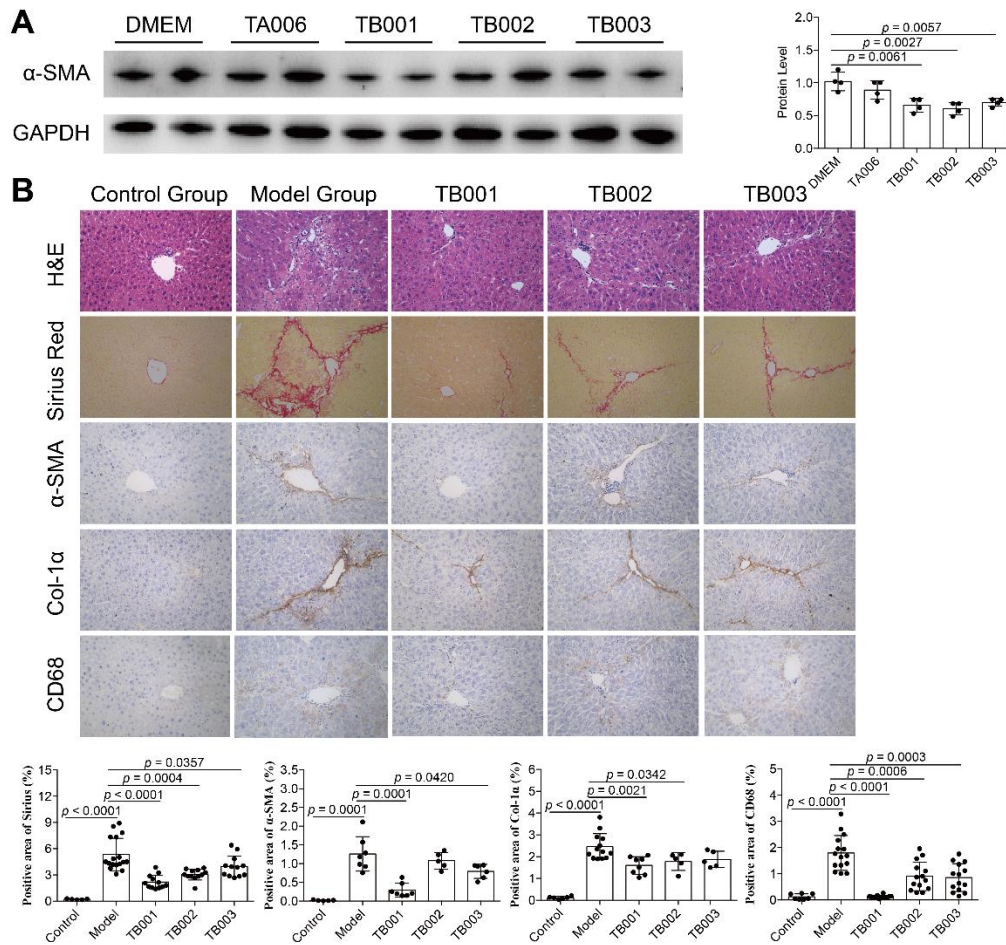 A
DMEM TA006 TB001 TB002 TB003
α-SMA
GAPDH
p = 0.0057
p = 0.0027
p = 0.0061
Protein Level
1.5
1.0
0.5
0.0
DMEM TA006 TB001 TB002 TB003
B
Control Group Model Group TB001 TB002 TB003
H&E
Sirius Red
α-SMA
Col-1α
CD68
Positive area of Sirius (%)
15
12
9
6
3
0
p = 0.0357
p = 0.0004
p < 0.0001
p < 0.0001
Control Model TB001 TB002 TB003
Positive area of α-SMA (%)
3.5
3.0
2.5
2.0
1.5
1.0
0.5
0.0
p = 0.0420
p = 0.0001
p = 0.0001
Control Model TB001 TB002 TB003
Positive area of Col-1α (%)
6
5
4
3
2
1
0
p = 0.0342
p = 0.0021
p < 0.0001
Control Model TB001 TB002 TB003
Positive area of CD68 (%)
5
4
3
2
1
0
p = 0.0003
p = 0.0006
p < 0.0001
p < 0.0001
Control Model TB001 TB002 TB003